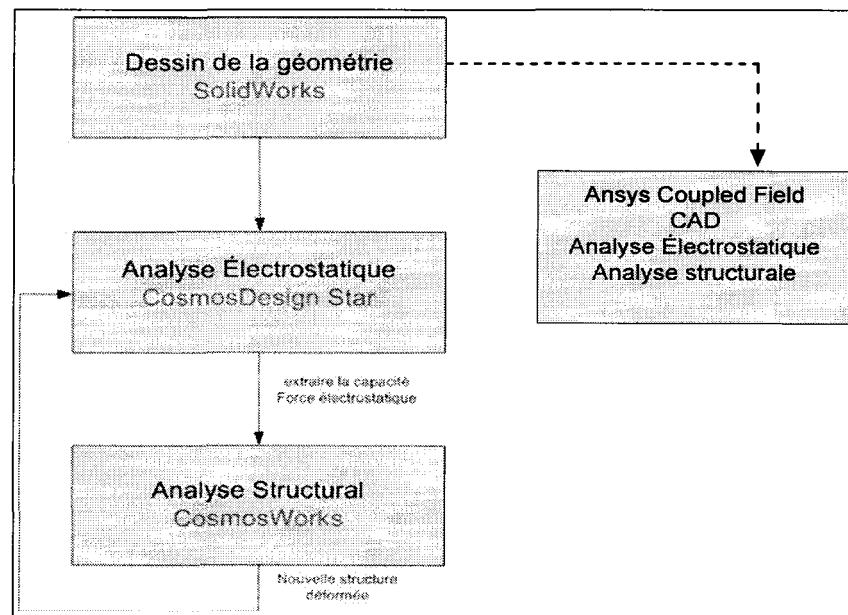 Dessin de la géométrie
SolidWorks
Ansys Coupled Field
CAD
Analyse Électrostatique
Analyse structurale
Analyse Électrostatique
CosmosDesign Star
extraire la capacité
Force électrostatique
Analyse Structural
CosmosWorks
Nouvelle structure
déformée